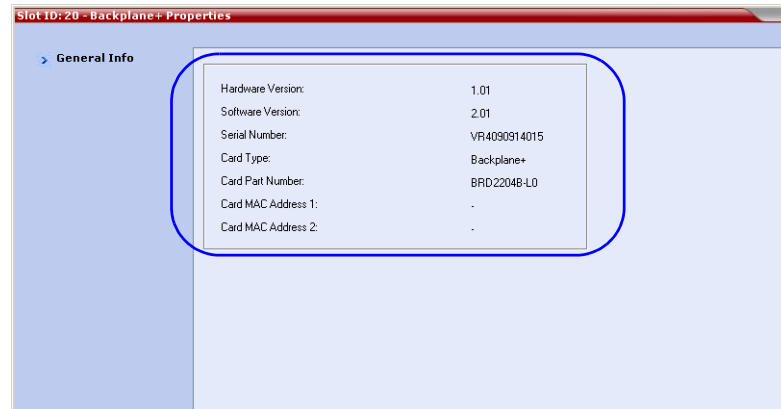 Slot ID: 20 - Backplane+ Properties
General Info
Hardware Version: 1.01
Software Version: 2.01
Serial Number: VR4090914015
Card Type: Backplane+
Card Part Number: BRD2204B-L0
Card MAC Address 1: -
Card MAC Address 2: -